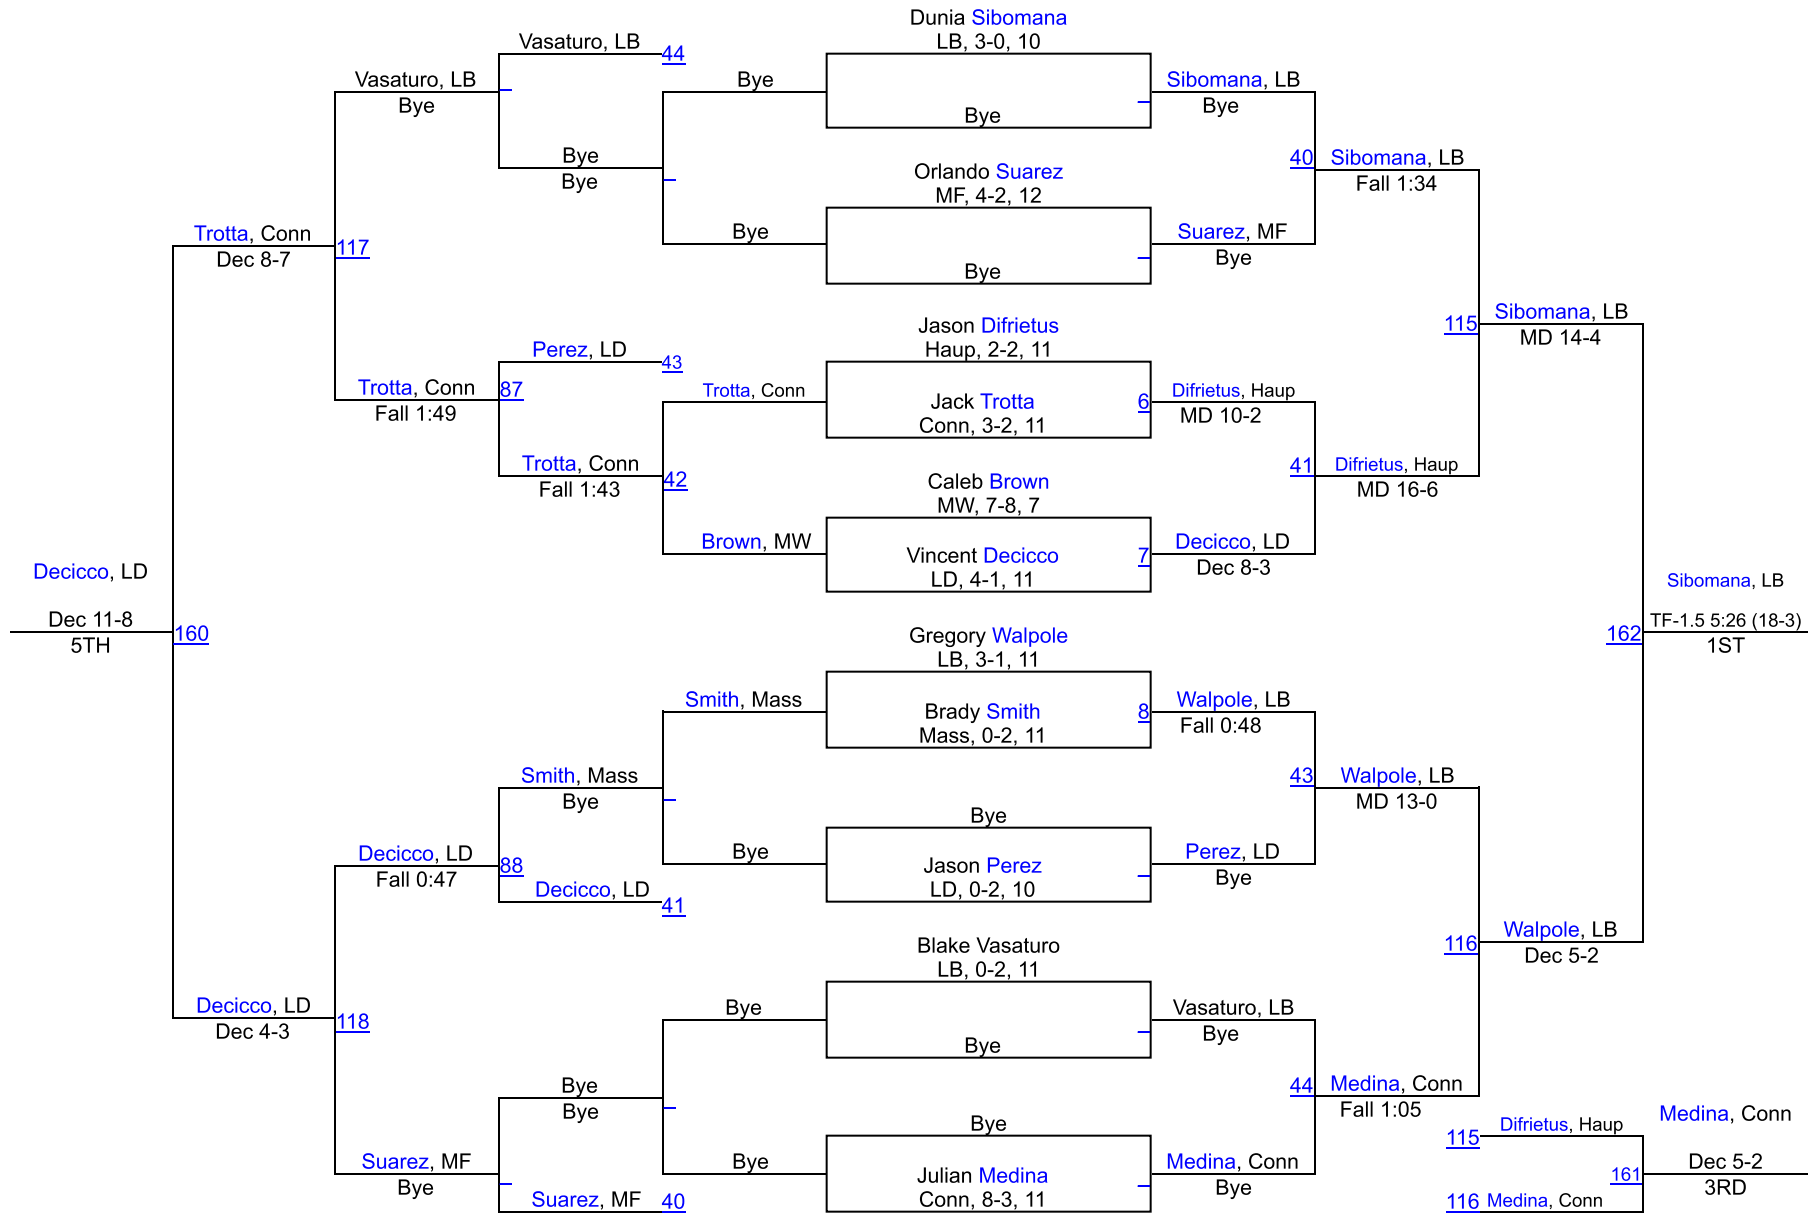 Dunia Sibomana
LB, 3-0, 10
Vasaturo, LB
44
Vasaturo, LB
Bye
Bye
Bye
Sibomana, LB
Bye
Bye
Bye
40
Sibomana, LB
Fall 1:34
Orlando Suarez
MF, 4-2, 12
Bye
Bye
Suarez, MF
Bye
Trotta, Conn
Dec 8-7
117
115
Sibomana, LB
MD 14-4
Jason Difrietus
Haup, 2-2, 11
Perez, LD
43
Trotta, Conn
Fall 1:49
87
Trotta, Conn
Jack Trotta
Conn, 3-2, 11
6
Difrietus, Haup
MD 10-2
Trotta, Conn
Fall 1:43
42
41
Difrietus, Haup
MD 16-6
Caleb Brown
MW, 7-8, 7
Brown, MW
Vincent Decicco
LD, 4-1, 11
7
Decicco, LD
Dec 8-3
Decicco, LD
Dec 11-8
5TH
160
Sibomana, LB
162
TF-1.5 5:26 (18-3)
1ST
Gregory Walpole
LB, 3-1, 11
Smith, Mass
Brady Smith
Mass, 0-2, 11
8
Walpole, LB
Fall 0:48
Smith, Mass
Bye
43
Walpole, LB
MD 13-0
Bye
Bye
Jason Perez
LD, 0-2, 10
Perez, LD
Bye
Decicco, LD
Fall 0:47
88
Decicco, LD
41
116
Walpole, LB
Dec 5-2
Blake Vasaturo
LB, 0-2, 11
Bye
Bye
Vasaturo, LB
Bye
Decicco, LD
Dec 4-3
118
Bye
Bye
44
Medina, Conn
Fall 1:05
Bye
Bye
Julian Medina
Conn, 8-3, 11
Medina, Conn
Bye
Suarez, MF
Bye
Suarez, MF
40
115
Difrietus, Haup
Medina, Conn
161
Dec 5-2
3RD
116
Medina, Conn